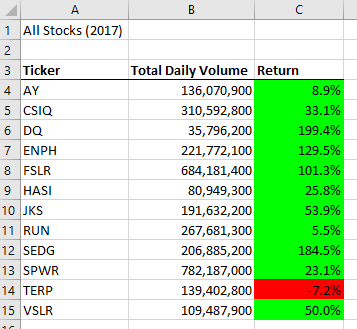 A B C
1 All Stocks (2017)
2
3 Ticker Total Daily Volume Return
4 AY 136,070,900 8.9%
5 CSIQ 310,592,800 33.1%
6 DQ 35,796,200 199.4%
7 ENPH 221,772,100 129.5%
8 FSLR 684,181,400 101.3%
9 HASI 80,949,300 25.8%
10 JKS 191,632,200 53.9%
11 RUN 267,681,300 5.5%
12 SEDG 206,885,200 184.5%
13 SPWR 782,187,000 23.1%
14 TERP 139,402,800 -7.2%
15 VSLR 109,487,900 50.0%